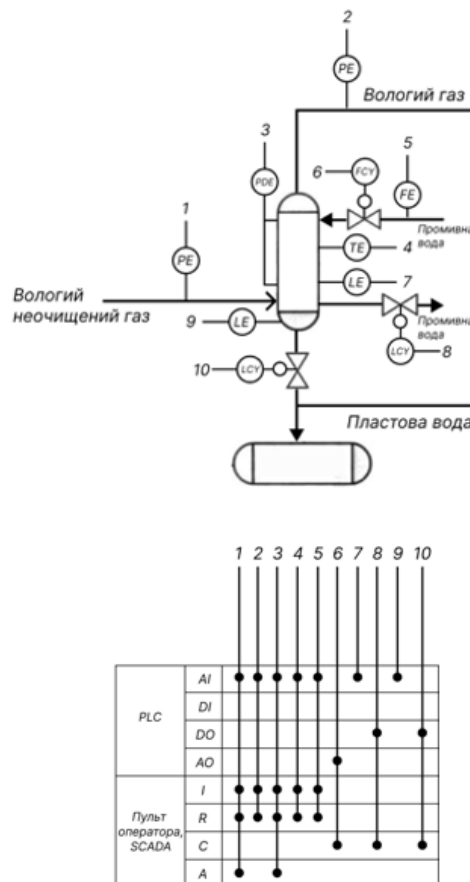 2
PE
Вологий газ
3
5
6
FCY
PDE
FE
1
Промивна
вода
TE
4
PE
LE
7
Вологий
неочищений газ
9
LE
Промивна
вода
LCY
8
10
LCY
Пластова вода
1 2 3 4 5 6 7 8 9 10
PLC
AI
DI
DO
AO
Пульт
оператора,
SCADA
I
R
C
A